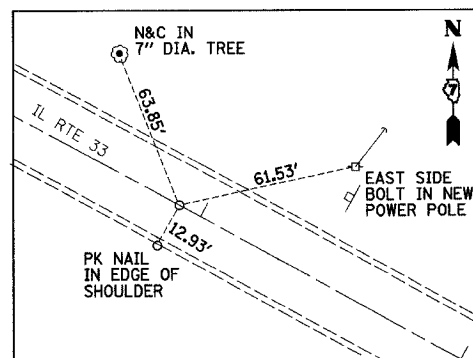 N&C IN
7" DIA. TREE
N
7
63.85'
IL RTE 33
61.53'
EAST SIDE
BOLT IN NEW
POWER POLE
12.93'
PK NAIL
IN EDGE OF
SHOULDER